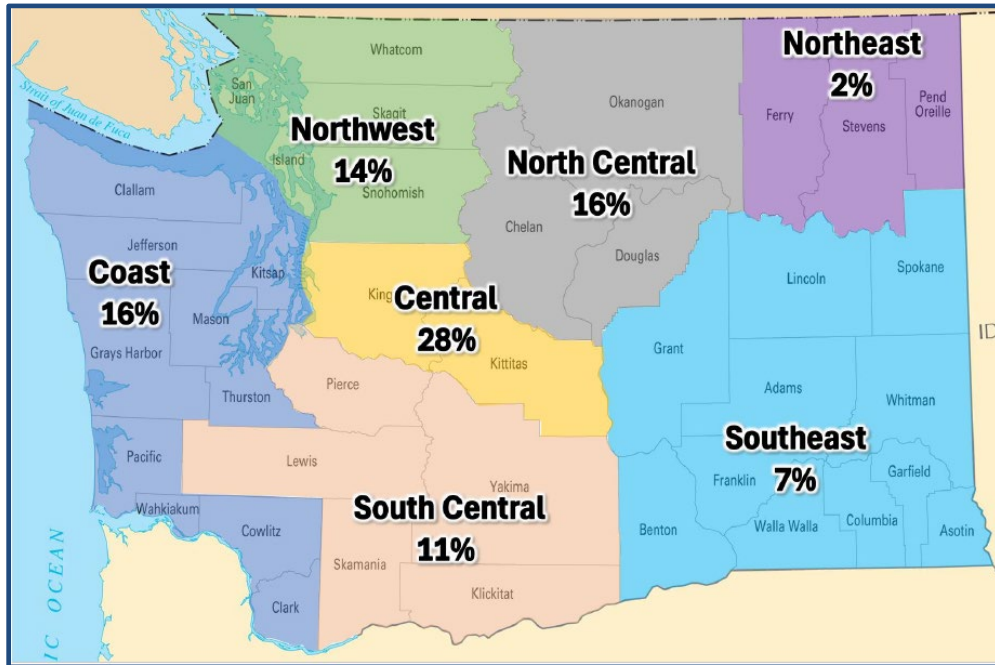 Northeast
2%
Whatcom
San
Juan
Skagit
Okanogan
Ferry
Stevens
Pend
Oreille
Strait of Juan de Fuca
Northwest
14%
Island
Snohomish
North Central
16%
Clallam
Chelan
Douglas
Jefferson
Kitsap
Lincoln
Spokane
Coast
16%
Mason
King
Central
28%
Grays Harbor
Kittitas
Grant
ID
Pierce
Thurston
Adams
Whitman
Southeast
7%
Pacific
Lewis
Yakima
Franklin
Garfield
Wahkiakum
Cowlitz
South Central
11%
Benton
Walla Walla
Columbia
Asotin
Skamania
Klickitat
Clark
IC OCEAN